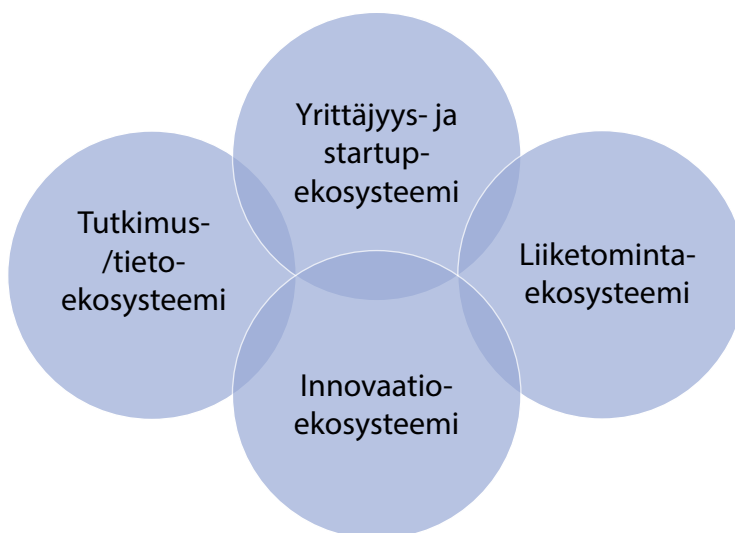 Yrittäjyys- ja
startup-
ekosysteemi
Tutkimus-
/tieto-
ekosysteemi
Liiketominta-
ekosysteemi
Innovaatio-
ekosysteemi